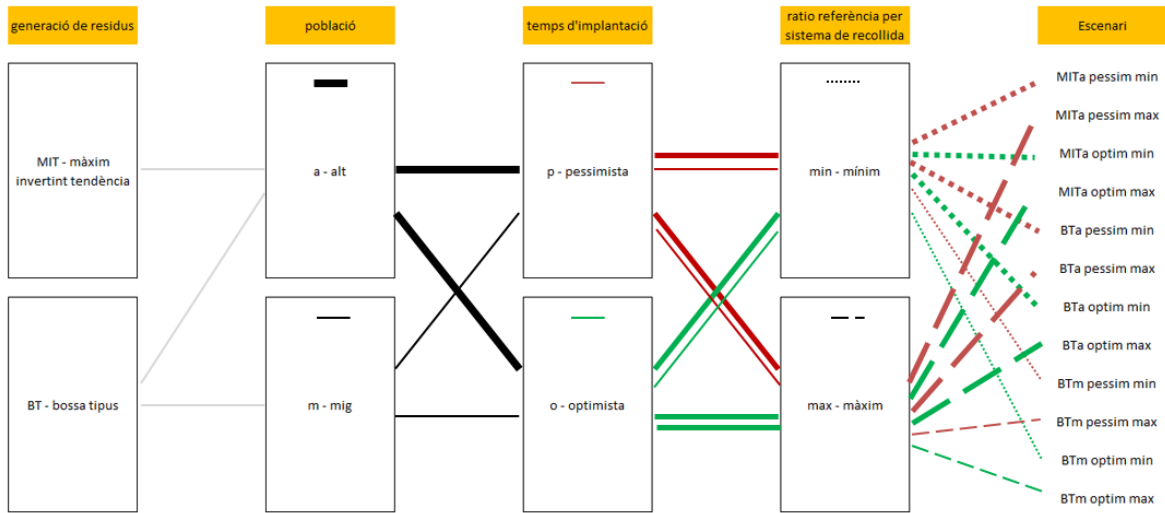 generació de residus
població
temps d'implantació
ratio referència per
sistema de recollida
Escenari
MIT - màxim
invertint tendència
a - alt
p - pessimista
min - mínim
BT - bossa tipus
m - mig
o - optimista
max - màxim
MITa pessim min
MITa pessim max
MITa optim min
MITa optim max
BTa pessim min
BTa pessim max
BTa optim min
BTa optim max
BTm pessim min
BTm pessim max
BTm optim min
BTm optim max